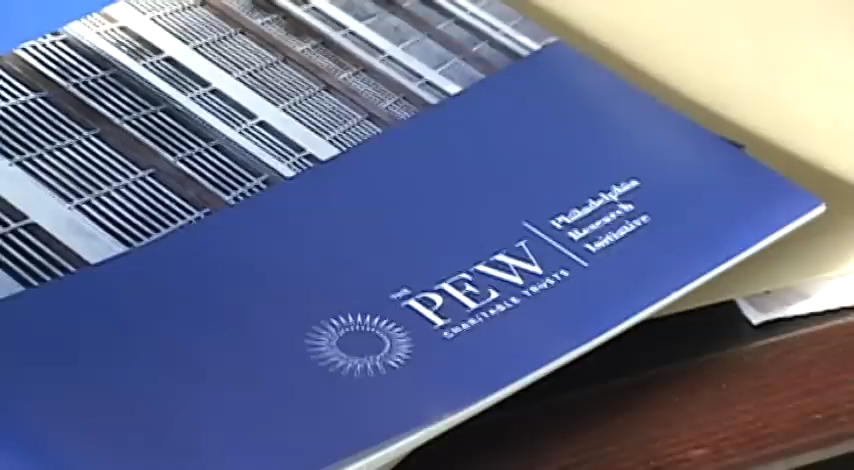 THE
PEW
CHARITABLE TRUSTS
Philadelphia
Research
Initiative